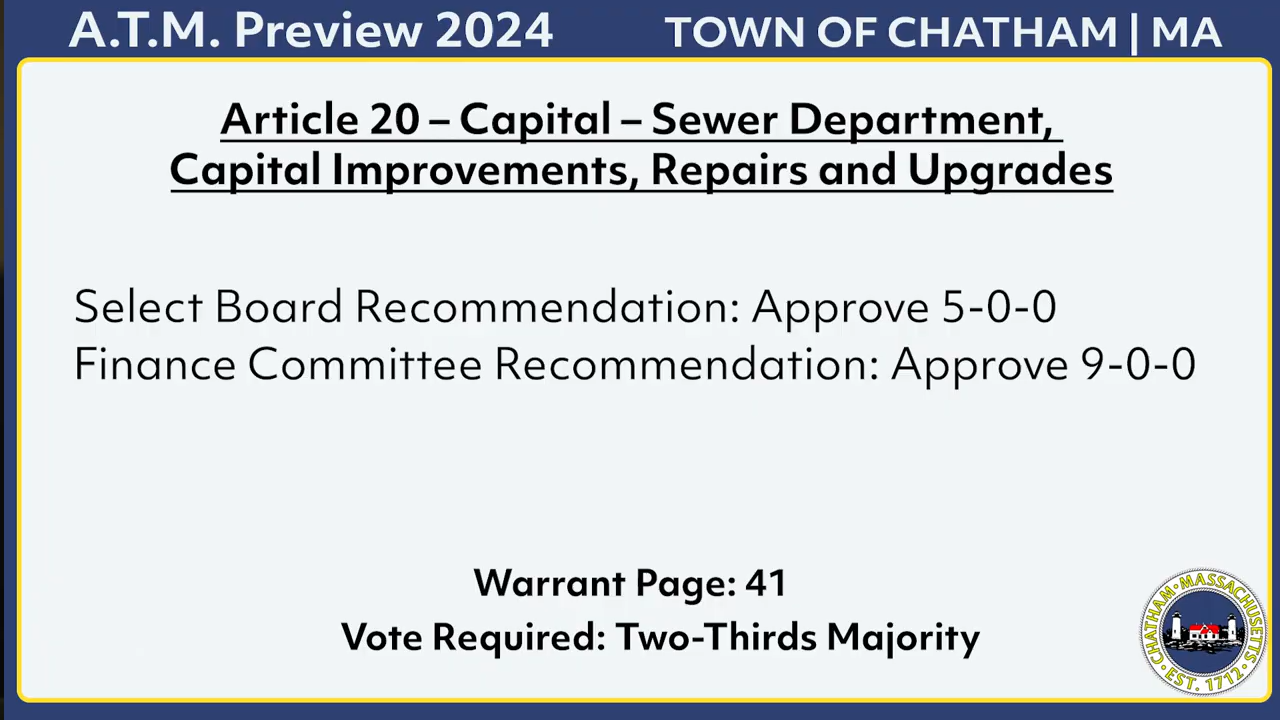 A.T.M. Preview 2024
TOWN OF CHATHAM | MA
Article 20 – Capital – Sewer Department,
Capital Improvements, Repairs and Upgrades
Select Board Recommendation: Approve 5-0-0
Finance Committee Recommendation: Approve 9-0-0
Warrant Page: 41
Vote Required: Two-Thirds Majority
CHATHAM·MASSACHUSETTS·
EST. 1712